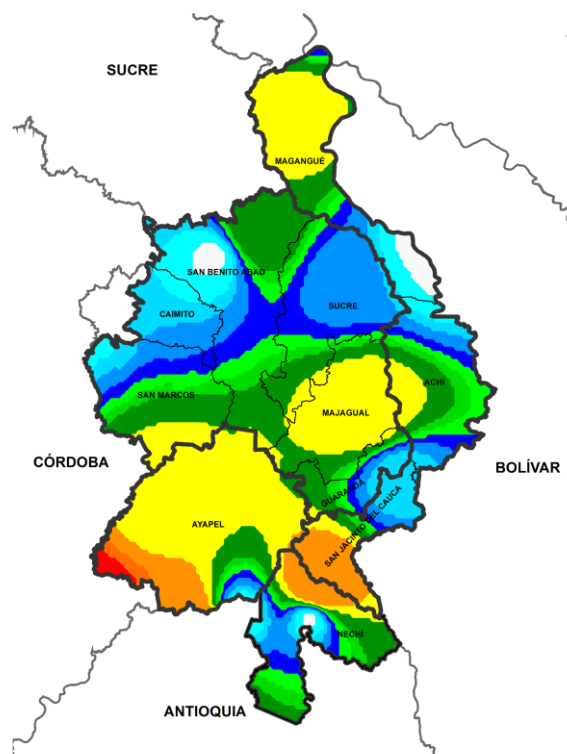 SUCRE
MAGANGUÉ
SAN BENITO ABAD
CAIMITO
SUCRE
ACHÍ
SAN MARCOS
MAJAGUAL
CÓRDOBA
BOLÍVAR
GUARANDA
SAN JACINTO DEL CAUCA
AYAPEL
NECHÍ
ANTIOQUIA